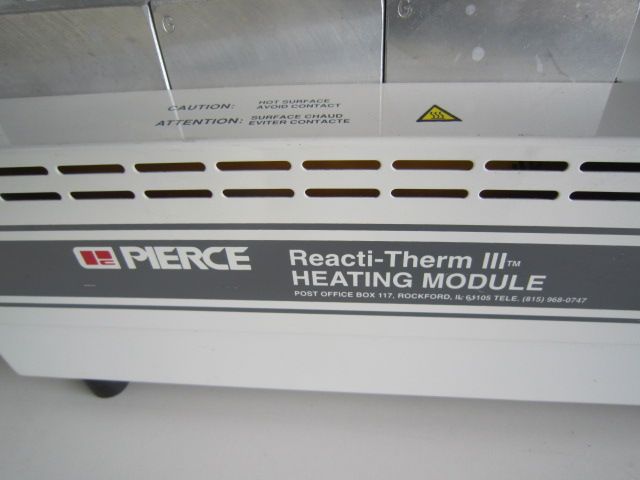 G
G
CAUTION: HOT SURFACE
AVOID CONTACT
ATTENTION: SURFACE CHAUD
EVITER CONTACTE
PIERCE
Reacti-Therm III™
HEATING MODULE
POST OFFICE BOX 117, ROCKFORD, IL 61105 TELE. (815) 968-0747